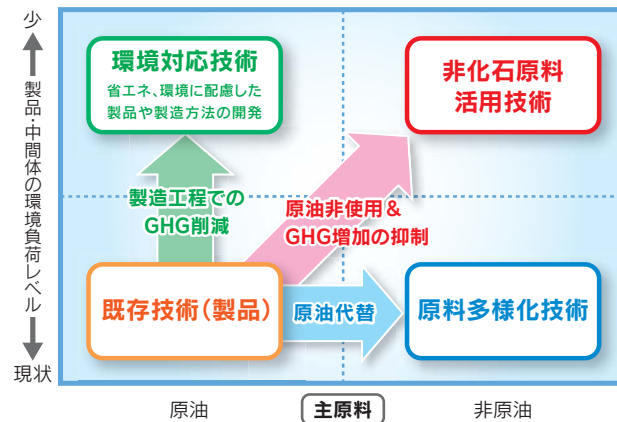 少
製品・中間体の環境負荷レベル
現状
環境対応技術
省エネ、環境に配慮した
製品や製造方法の開発
非化石原料
活用技術
製造工程での
GHG削減
原油非使用＆
GHG増加の抑制
既存技術(製品)
原油代替
原料多様化技術
原油
主原料
非原油